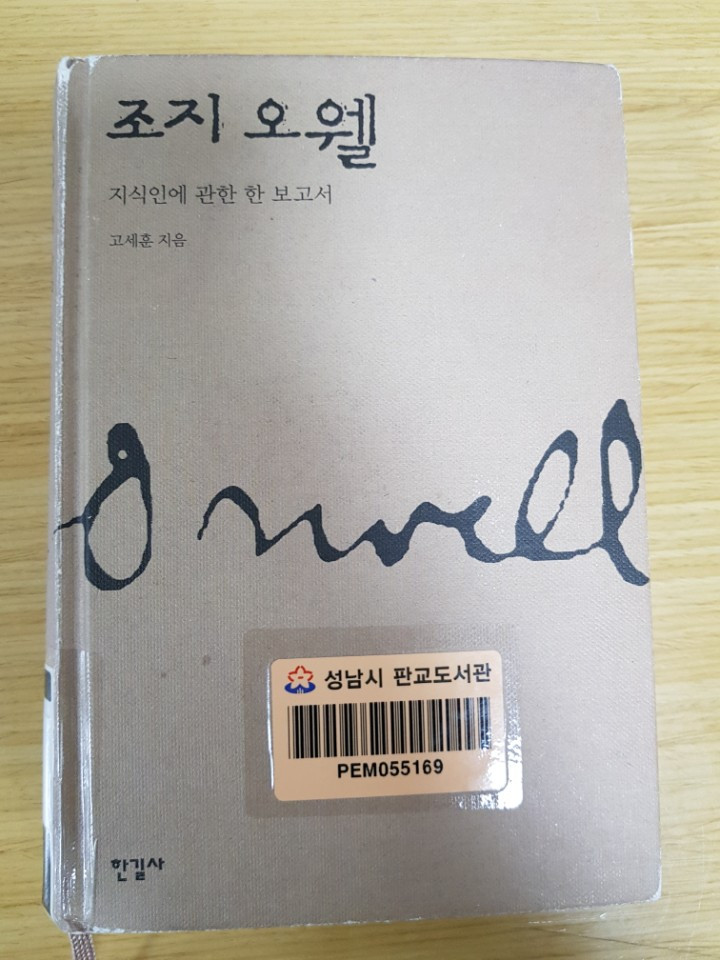 조지 오웰
지식인에 관한 한 보고서
고세훈 지음
Orwell
성남시 판교도서관
PEM055169
한길사